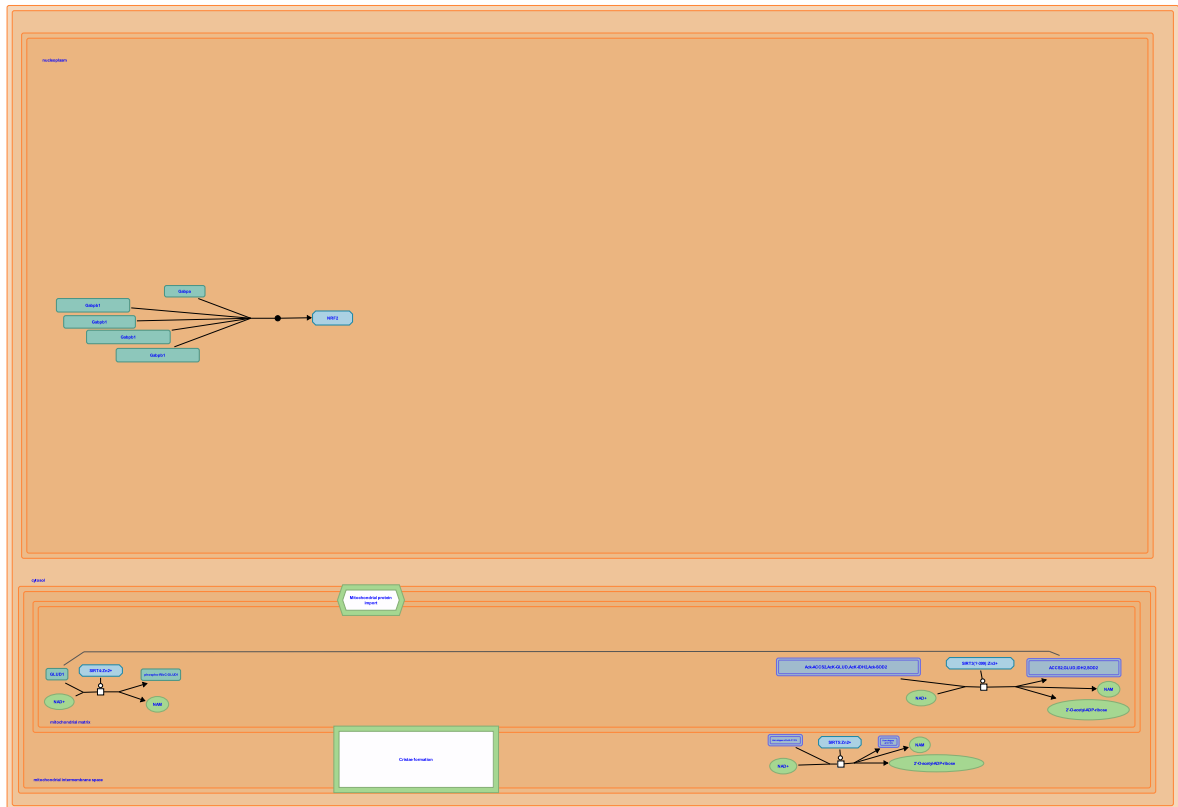 nucleoplasm
Gabpa
Gabpb1
Gabpb1
Gabpb1
Gabpb1
NRF2
cytosol
Mitochondrial protein
import
GLUD1
SIRT4:Zn2+
NAD+
NAM
mitochondrial matrix
Ack-ACCS2,AcK-GLUD,AcK-IDH2,Ack-SOD2
SIRT3(?-399):Zn2+
ACCS2,GLUD,IDH2,SOD2
NAD+
NAM
2'-O-acetyl-ADP-ribose
Cristae formation
SIRT5:Zn2+
NAD+
NAM
2'-O-acetyl-ADP-ribose
mitochondrial intermembrane space